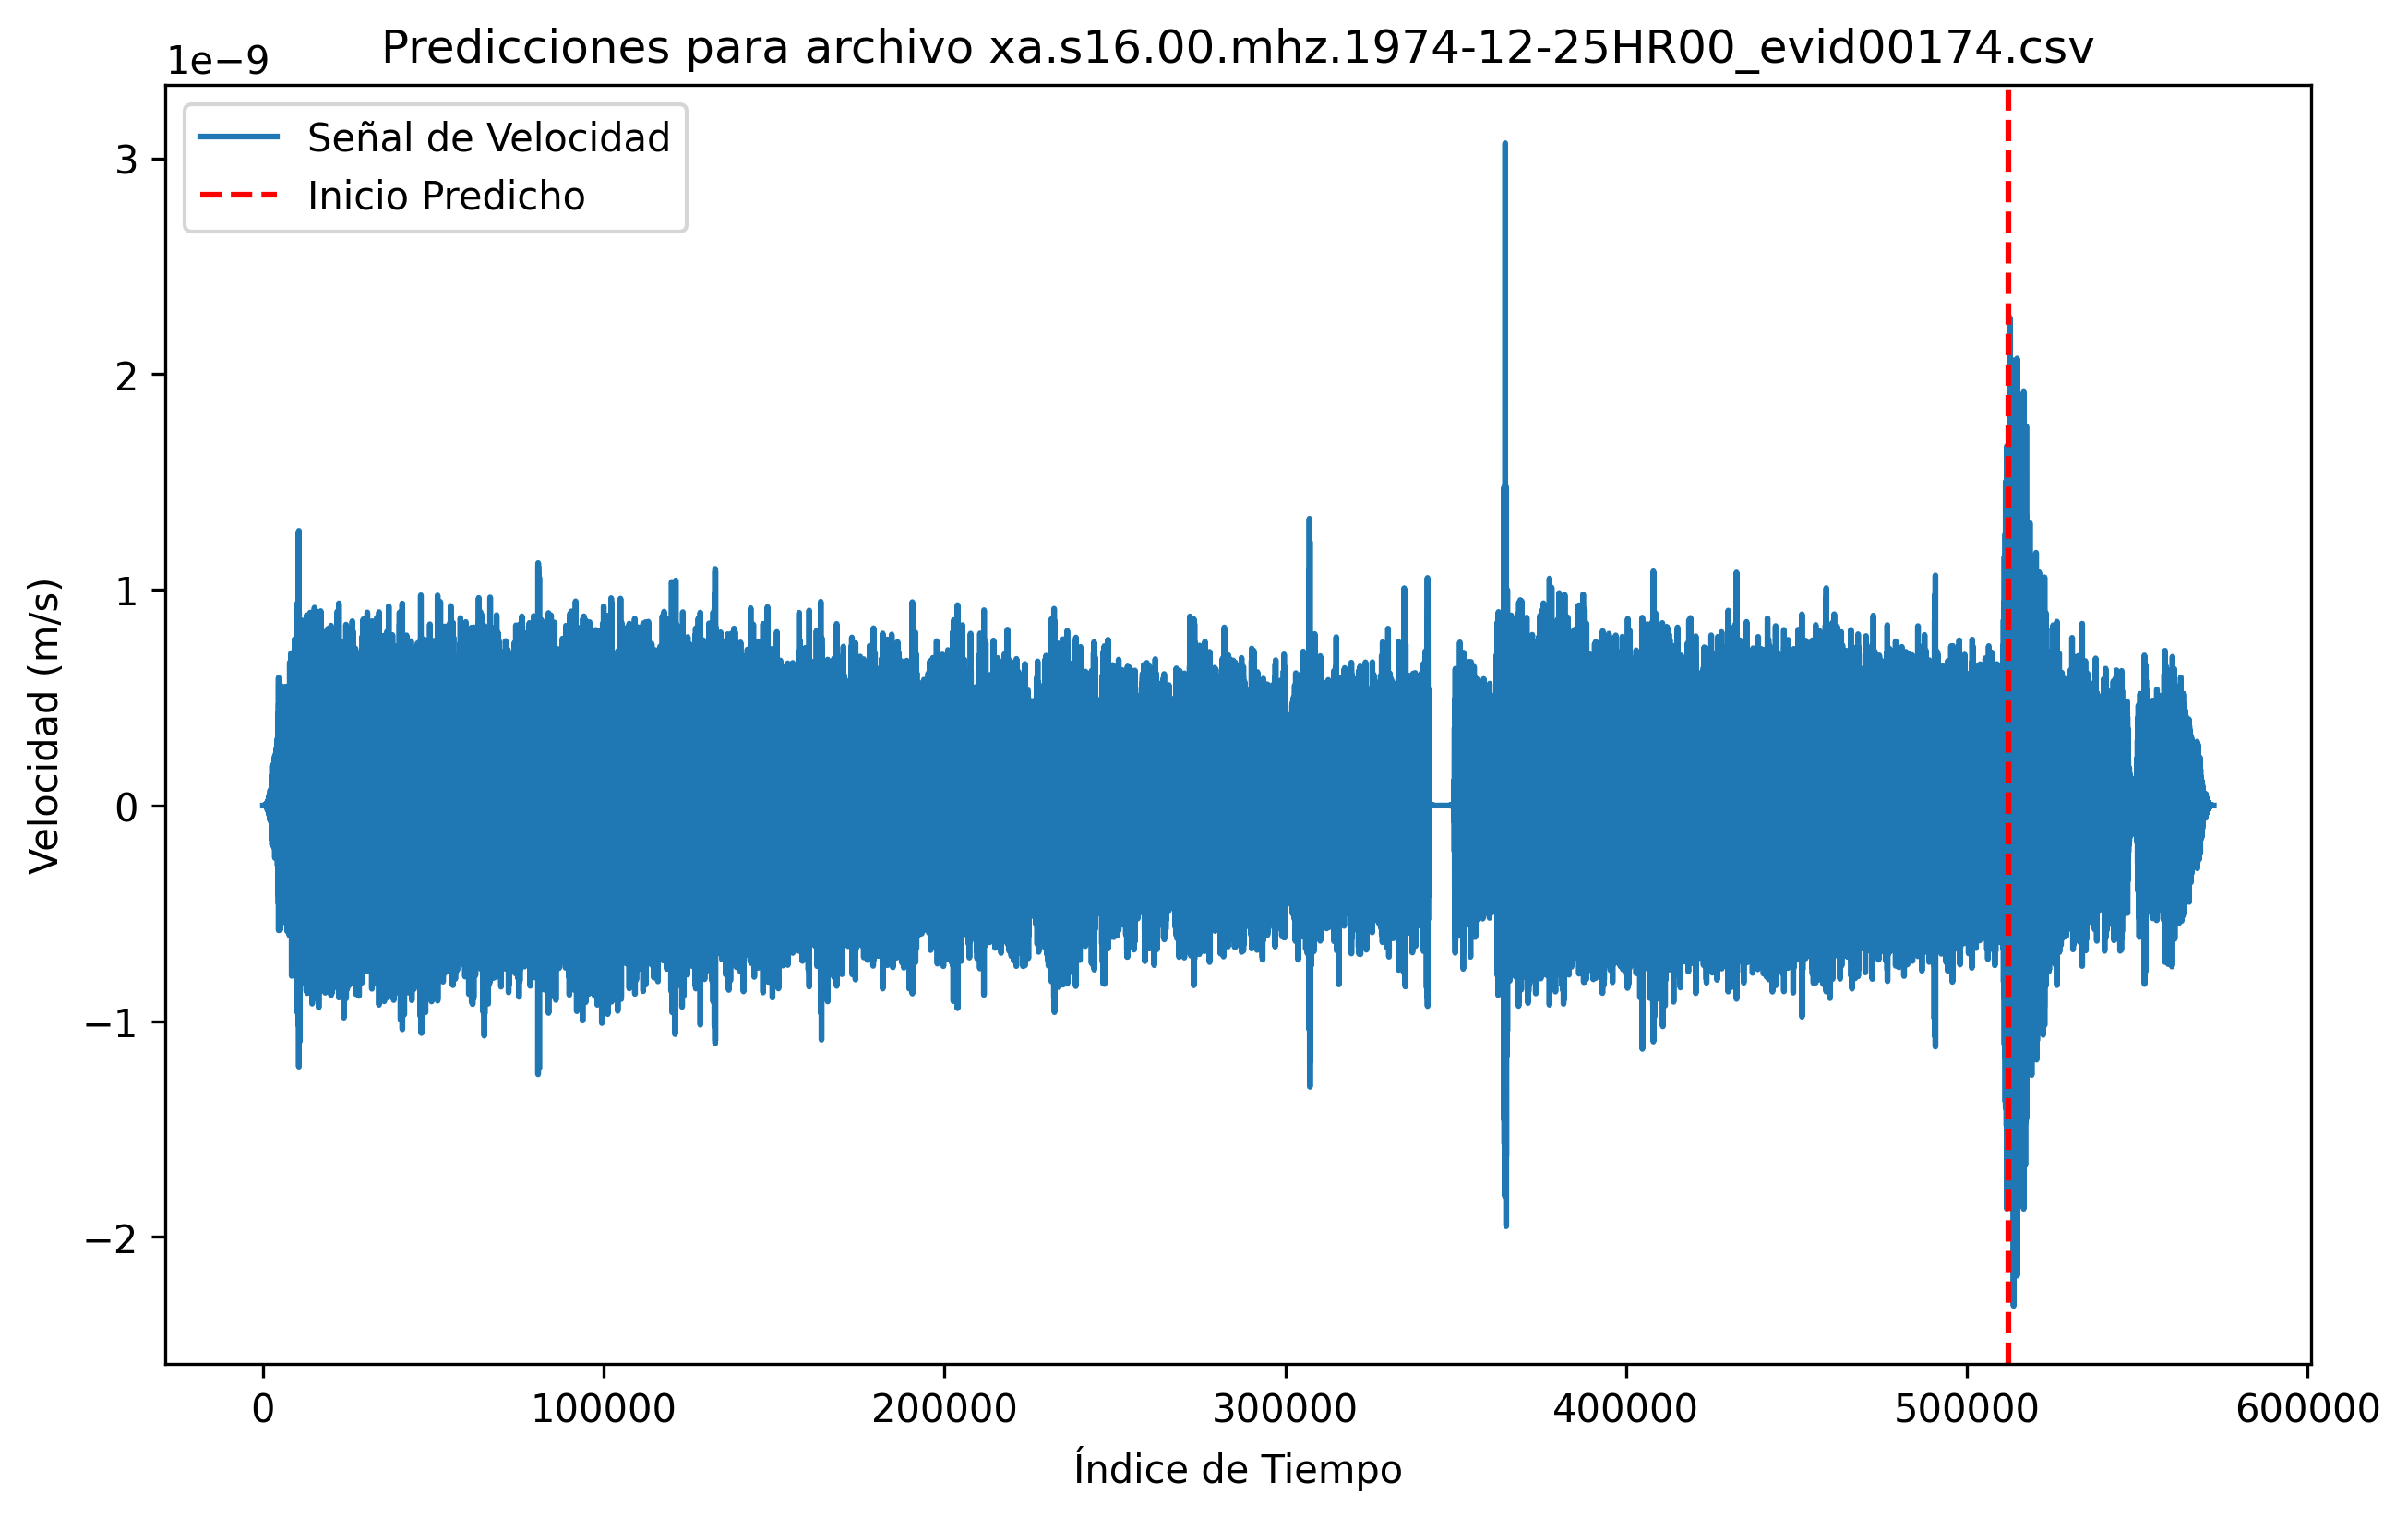 Predicciones para archivo xa.s16.00.mhz.1974-12-25HR00_evid00174.csv
1e−9
Señal de Velocidad
Inicio Predicho
3
2
1
0
−1
−2
Velocidad (m/s)
0 100000 200000 300000 400000 500000 600000
Índice de Tiempo